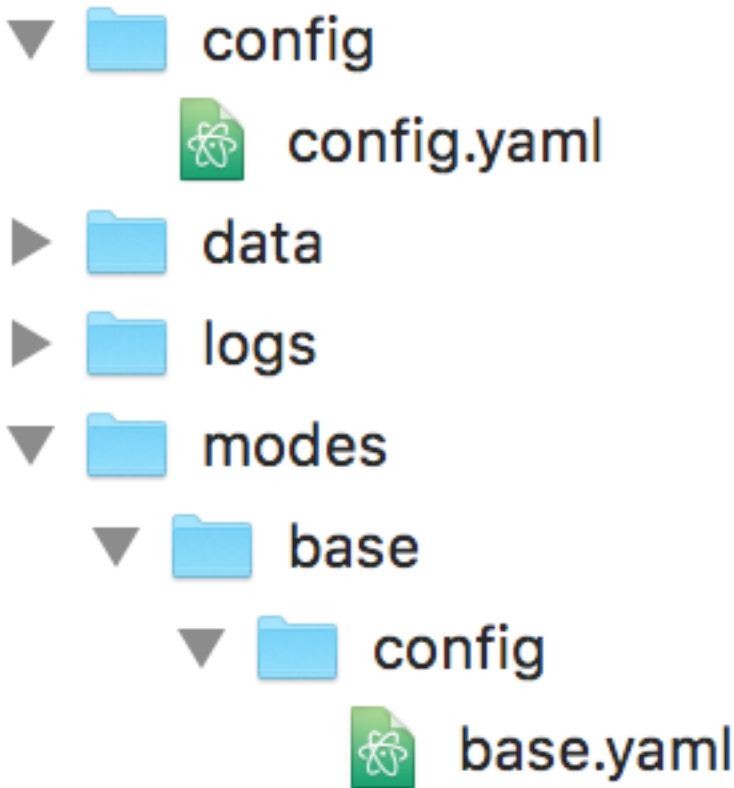 config
config.yaml
data
logs
modes
base
config
base.yaml